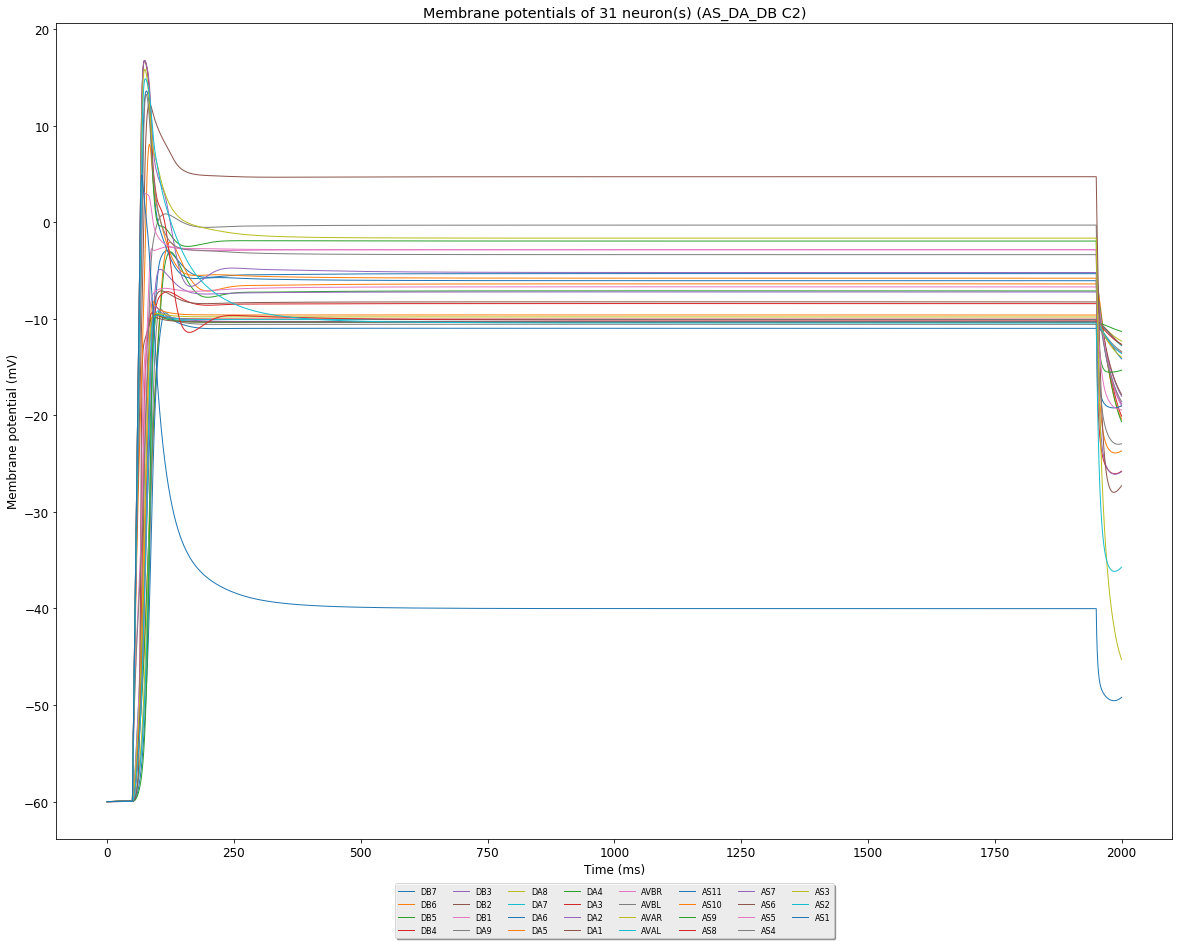 Membrane potentials of 31 neuron(s) (AS_DA_DB C2)
20
10
0
−10
−20
−30
−40
−50
−60
Membrane potential (mV)
0 250 500 750 1000 1250 1500 1750 2000
Time (ms)
DB7 DB3 DA8 DA4 AVBR AS11 AS7 AS3
DB6 DB2 DA7 DA3 AVBL AS10 AS6 AS2
DB5 DB1 DA6 DA2 AVAR AS9 AS5 AS1
DB4 DA9 DA5 DA1 AVAL AS8 AS4